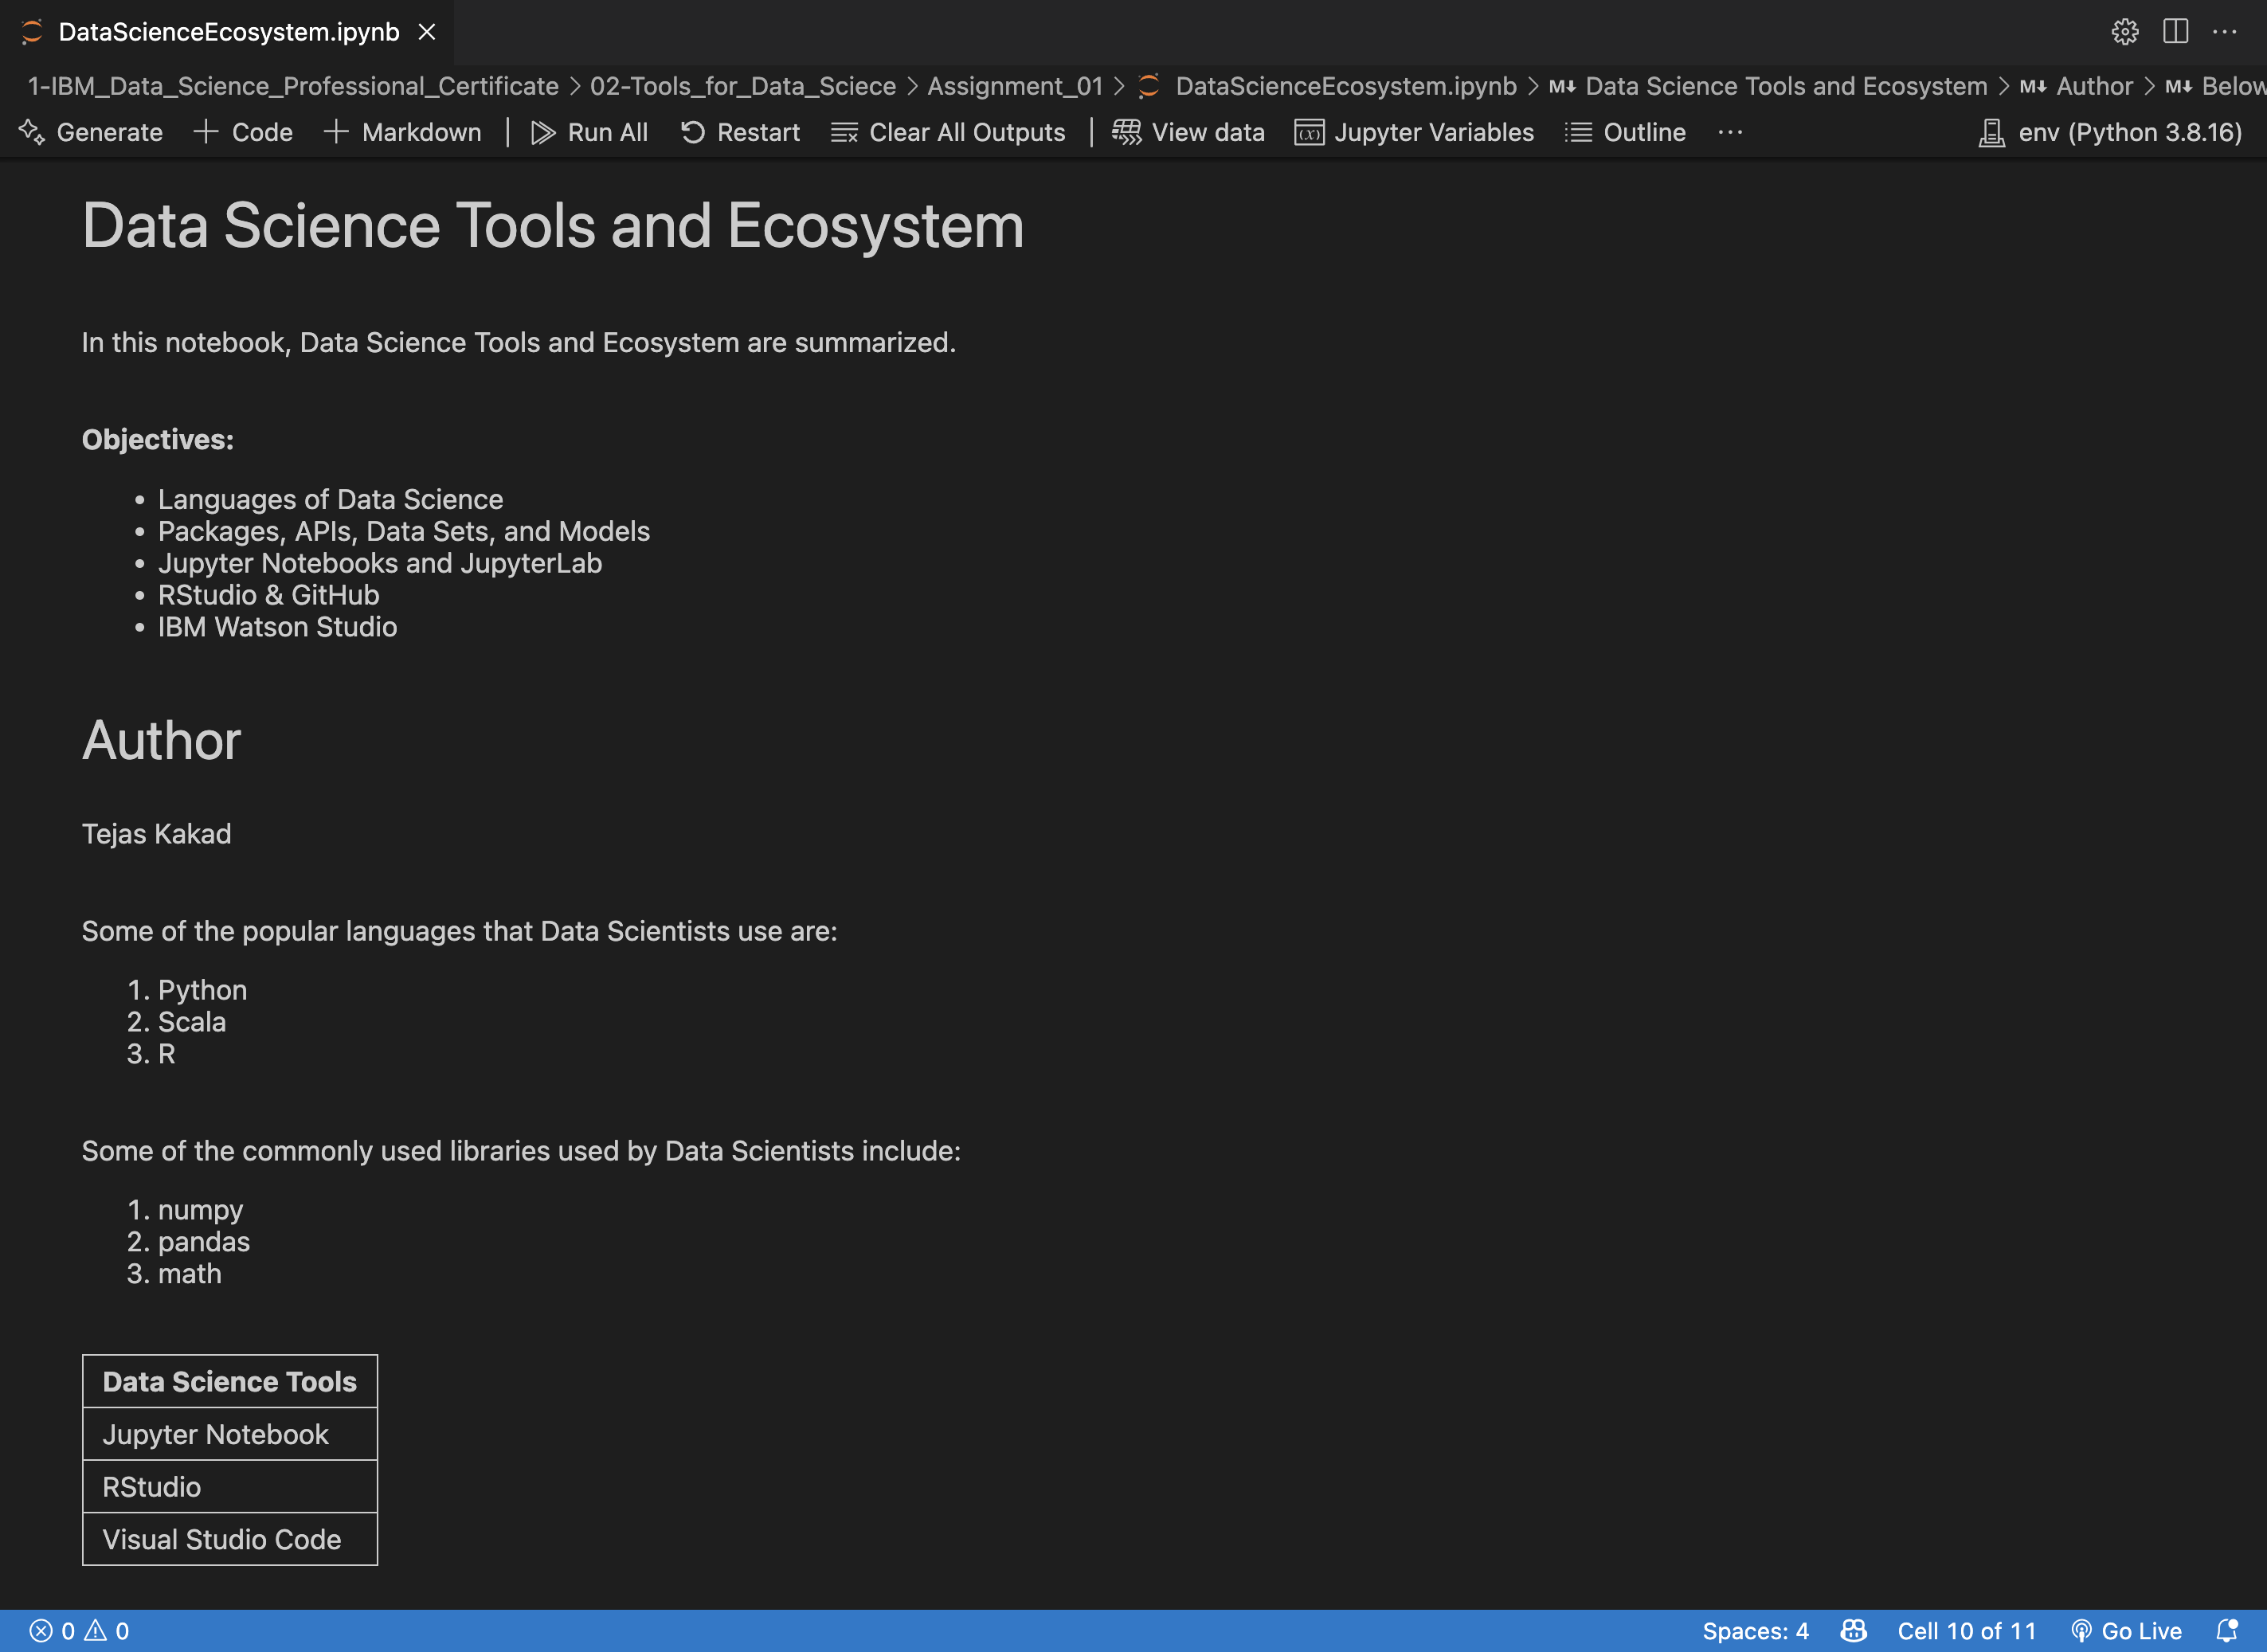 DataScienceEcosystem.ipynb
1-IBM_Data_Science_Professional_Certificate > 02-Tools_for_Data_Sciece > Assignment_01 > DataScienceEcosystem.ipynb > M↓ Data Science Tools and Ecosystem > M↓ Author > M↓ Below
Generate + Code + Markdown | Run All Restart Clear All Outputs | View data Jupyter Variables Outline ··· env (Python 3.8.16)
Data Science Tools and Ecosystem
In this notebook, Data Science Tools and Ecosystem are summarized.
Objectives:
• Languages of Data Science
• Packages, APIs, Data Sets, and Models
• Jupyter Notebooks and JupyterLab
• RStudio & GitHub
• IBM Watson Studio
Author
Tejas Kakad
Some of the popular languages that Data Scientists use are:
1. Python
2. Scala
3. R
Some of the commonly used libraries used by Data Scientists include:
1. numpy
2. pandas
3. math
Data Science Tools
Jupyter Notebook
RStudio
Visual Studio Code
0 0 Spaces: 4 Cell 10 of 11 Go Live